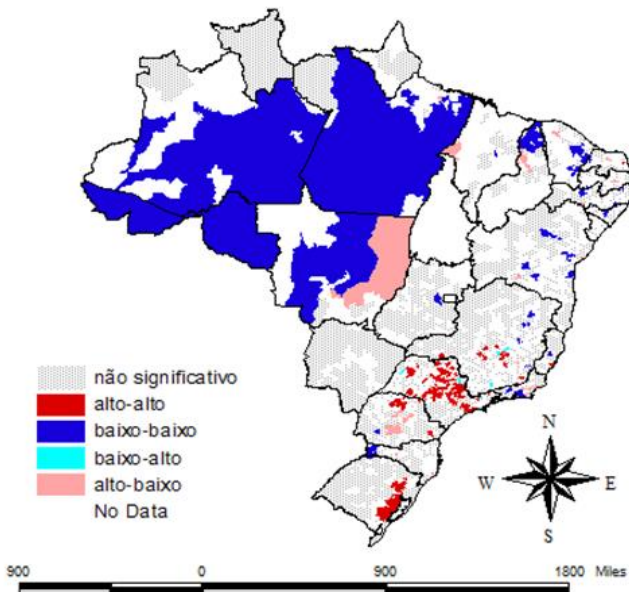 não significativo
alto-alto
baixo-baixo
baixo-alto
alto-baixo
No Data
N
W E
S
900 0 900 1800 Miles